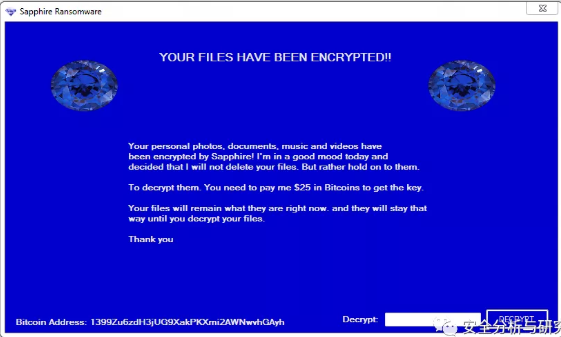 Sapphire Ransomware
YOUR FILES HAVE BEEN ENCRYPTED!!
Your personal photos, documents, music and videos have
been encrypted by Sapphire! I'm in a good mood today and
decided that I will not delete your files. But rather hold on to them.
To decrypt them. You need to pay me $25 in Bitcoins to get the key.
Your files will remain what they are right now. and they will stay that
way until you decrypt your files.
Thank you
Bitcoin Address: 1399Zu6zdH3jUG9XakPKXmi2AWNwvhGAyh
Decrypt:
DECRYPT
安全分析与研